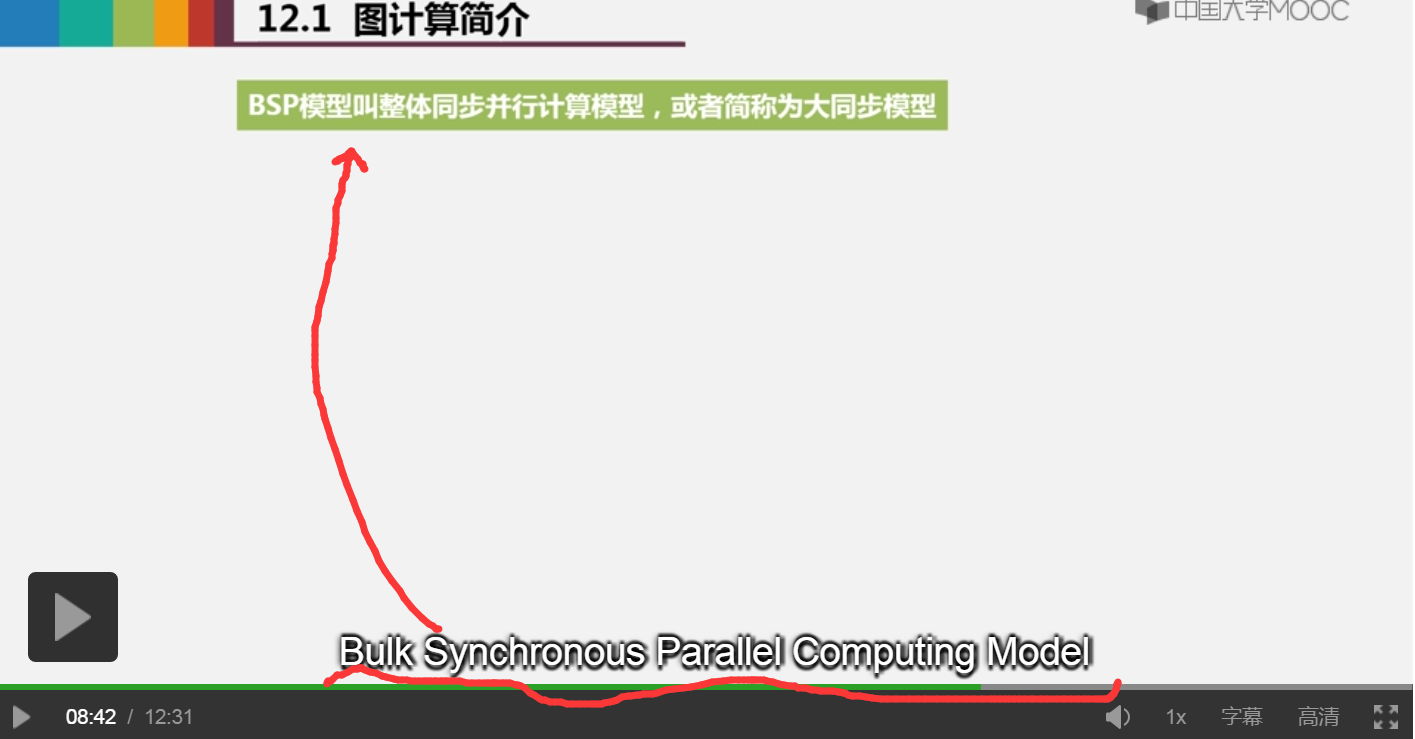 12.1 图计算简介
中国大学MOOC
BSP模型叫整体同步并行计算模型，或者简称为大同步模型
Bulk Synchronous Parallel Computing Model
08:42 / 12:31
1x 字幕 高清